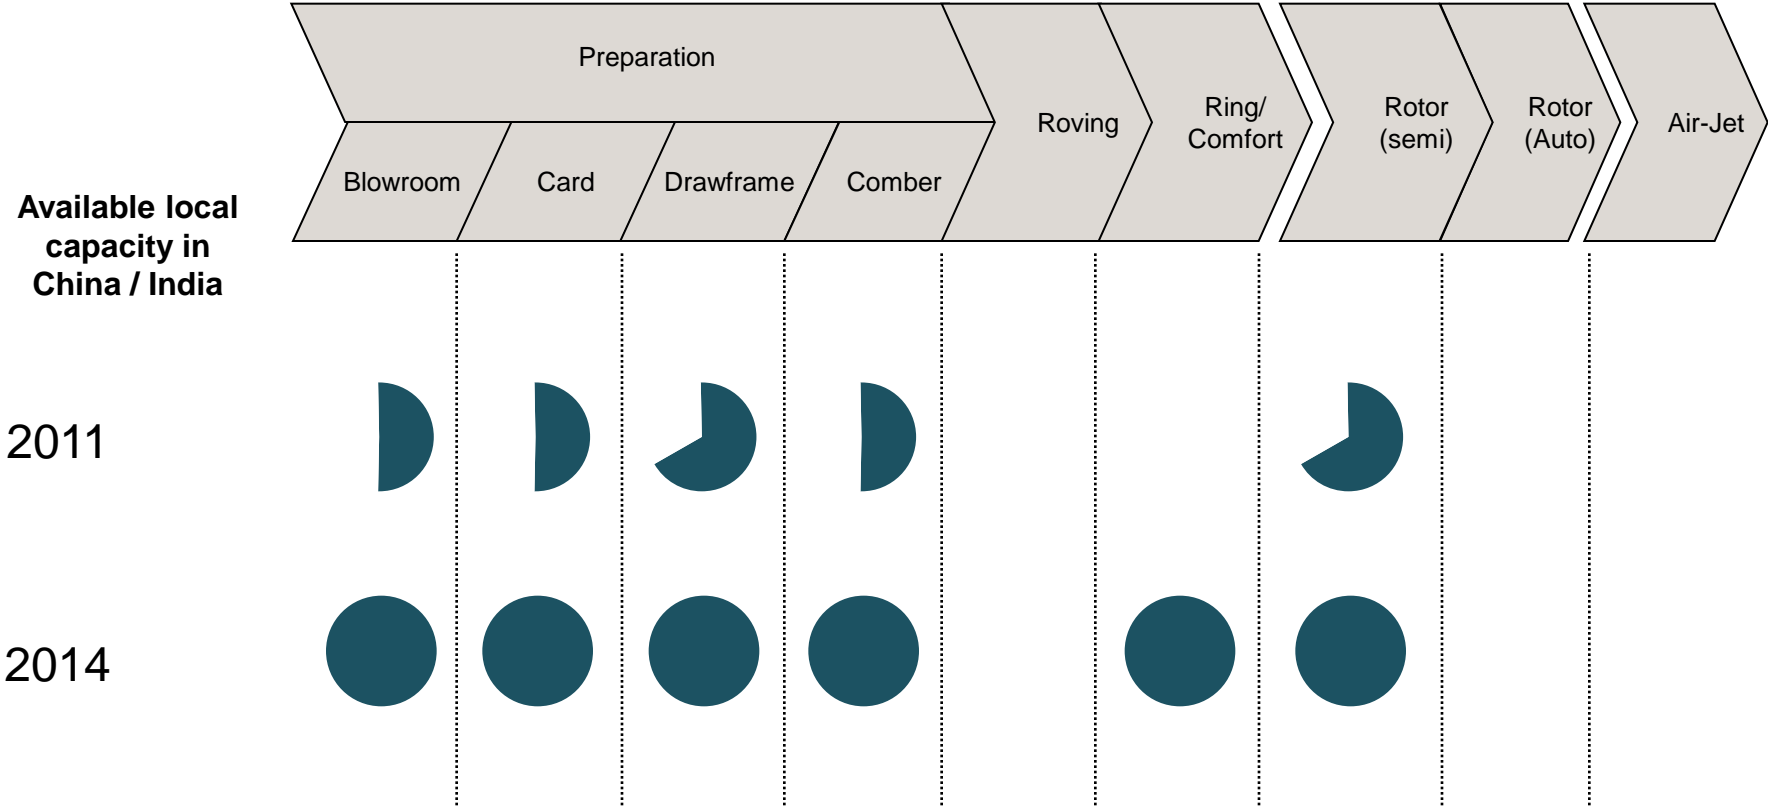 Preparation
Blowroom
Card
Drawframe
Comber
Roving
Ring/
Comfort
Rotor
(semi)
Rotor
(Auto)
Air-Jet
Available local
capacity in
China / India
2011
2014